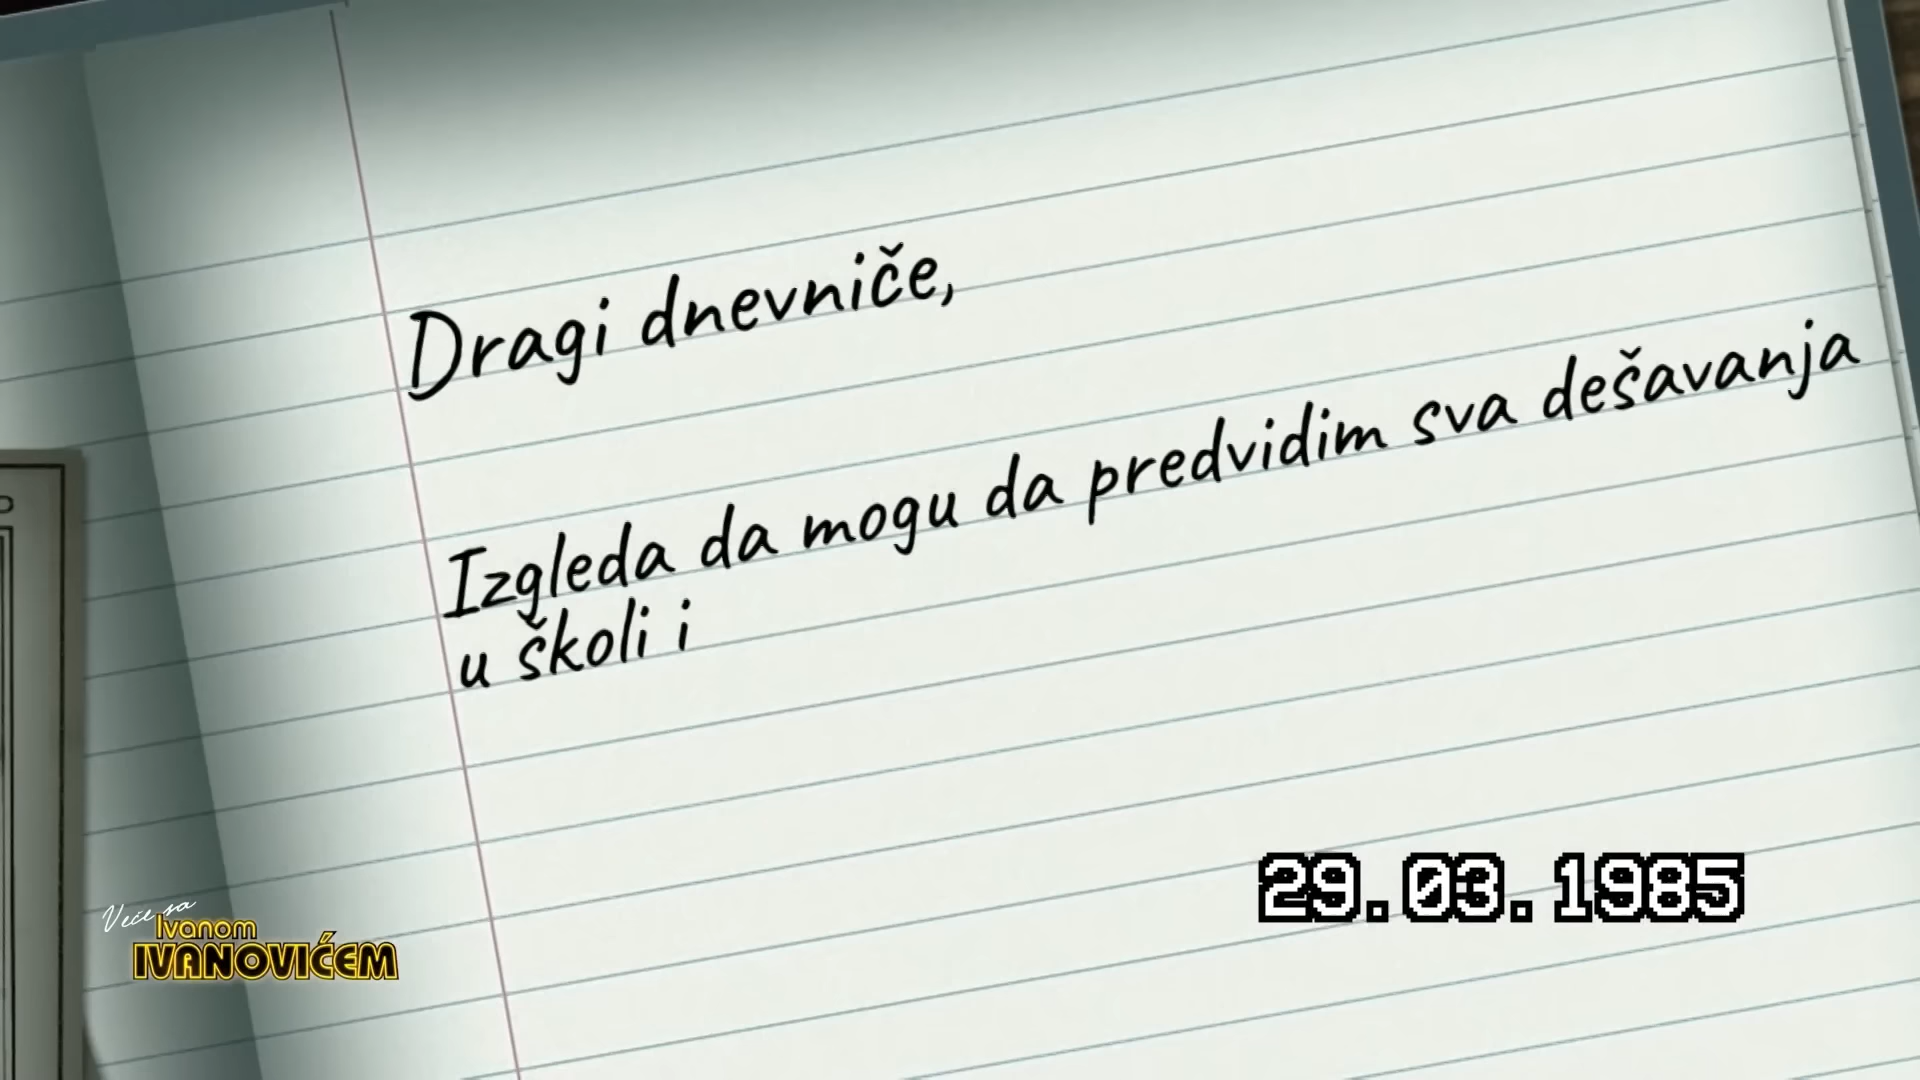 Dragi dnevniče,
Izgleda da mogu da predvidim sva dešavanja
u školi i
29.03.1985
Veče sa
Ivanom
IVANOVIĆEM